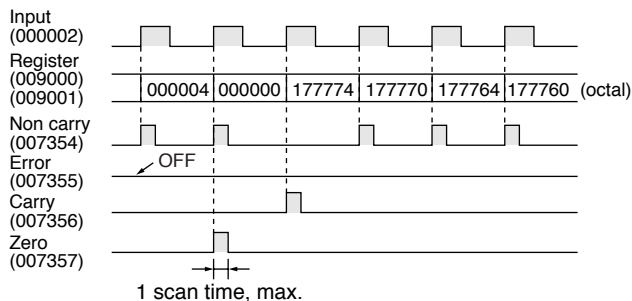 Input
(000002)
Register
(009000)
(009001)
000004 000000 177774 177770 177764 177760 (octal)
Non carry
(007354)
Error
(007355)
OFF
Carry
(007356)
Zero
(007357)
1 scan time, max.